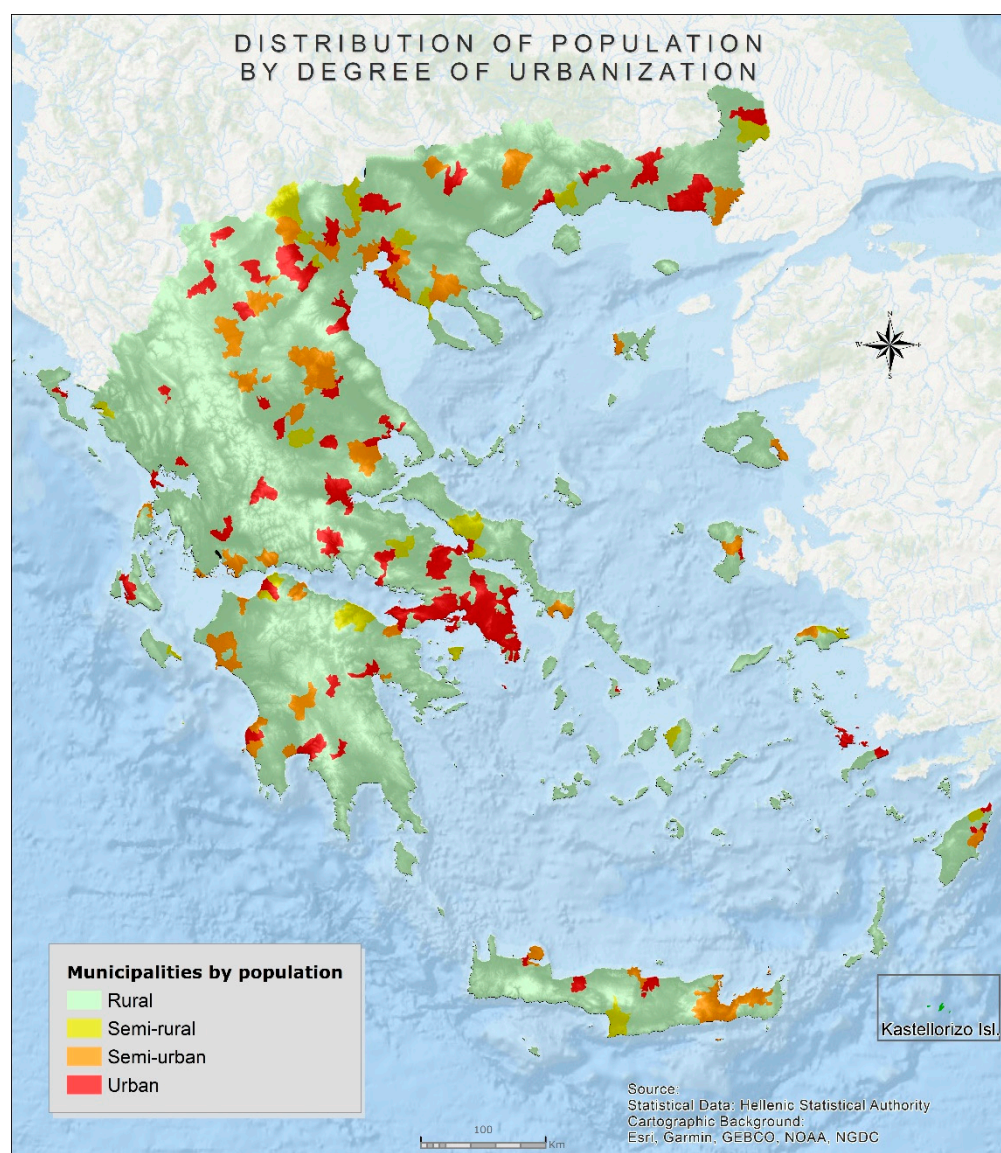 DISTRIBUTION OF POPULATION
BY DEGREE OF URBANIZATION
N
W
E
S
Municipalities by population
Rural
Semi-rural
Semi-urban
Urban
Kastellorizo Isl.
Source:
Statistical Data: Hellenic Statistical Authority
Cartographic Background:
Esri, Garmin, GEBCO, NOAA, NGDC
100
Km